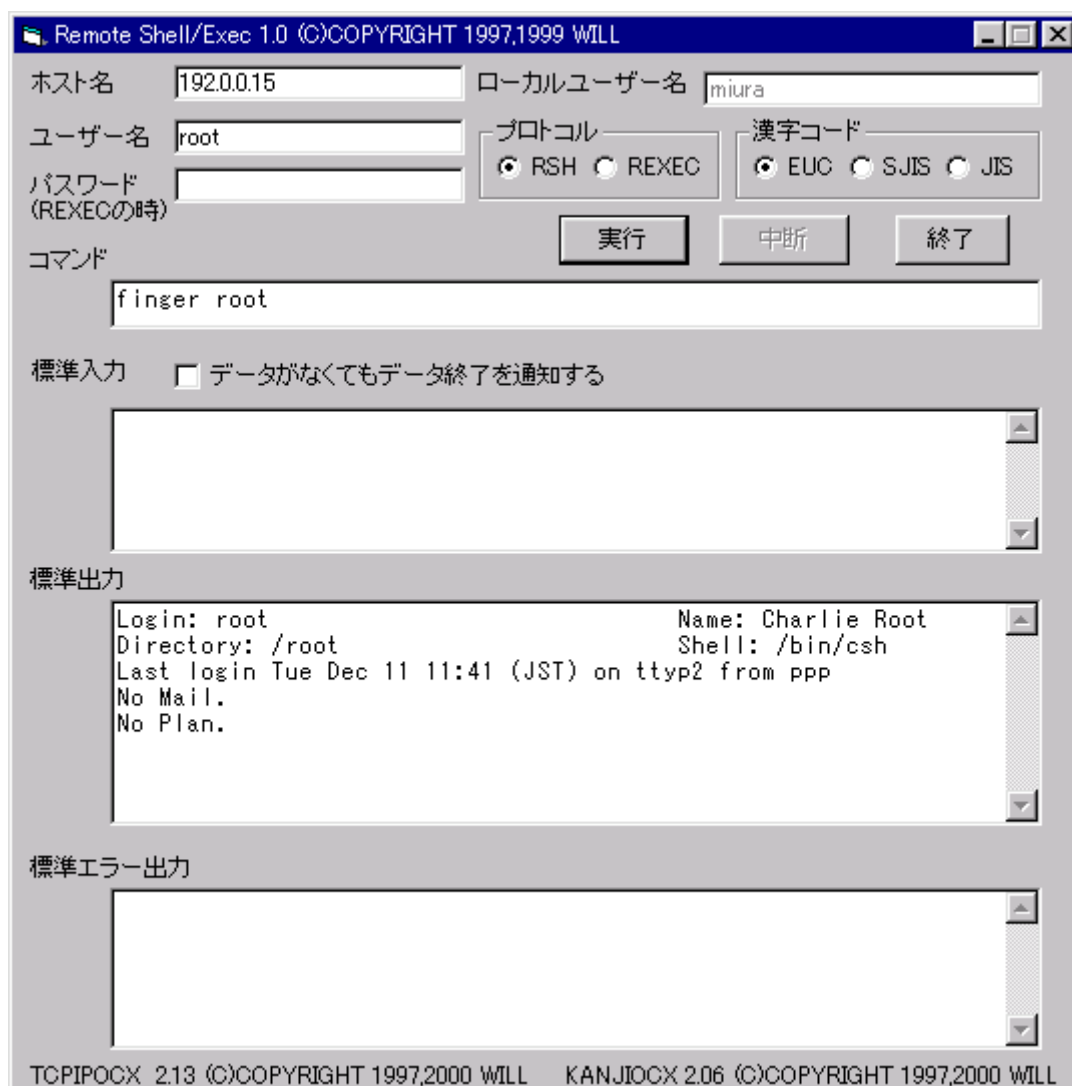 Remote Shell/Exec 1.0 (C)COPYRIGHT 1997,1999 WILL
ホスト名 192.0.0.15 ローカルユーザー名 miura
ユーザー名 root
プロトコル 漢字コード
RSH REXEC EUC SJIS JIS
パスワード
(REXECの時)
実行 中断 終了
コマンド
finger root
標準入力 データがなくてもデータ終了を通知する
標準出力
Login: root Name: Charlie Root
Directory: /root Shell: /bin/csh
Last login Tue Dec 11 11:41 (JST) on ttyp2 from ppp
No Mail.
No Plan.
標準エラー出力
TCPIPOCX 2.13 (C)COPYRIGHT 1997,2000 WILL KANJIOCX 2.06 (C)COPYRIGHT 1997,2000 WILL